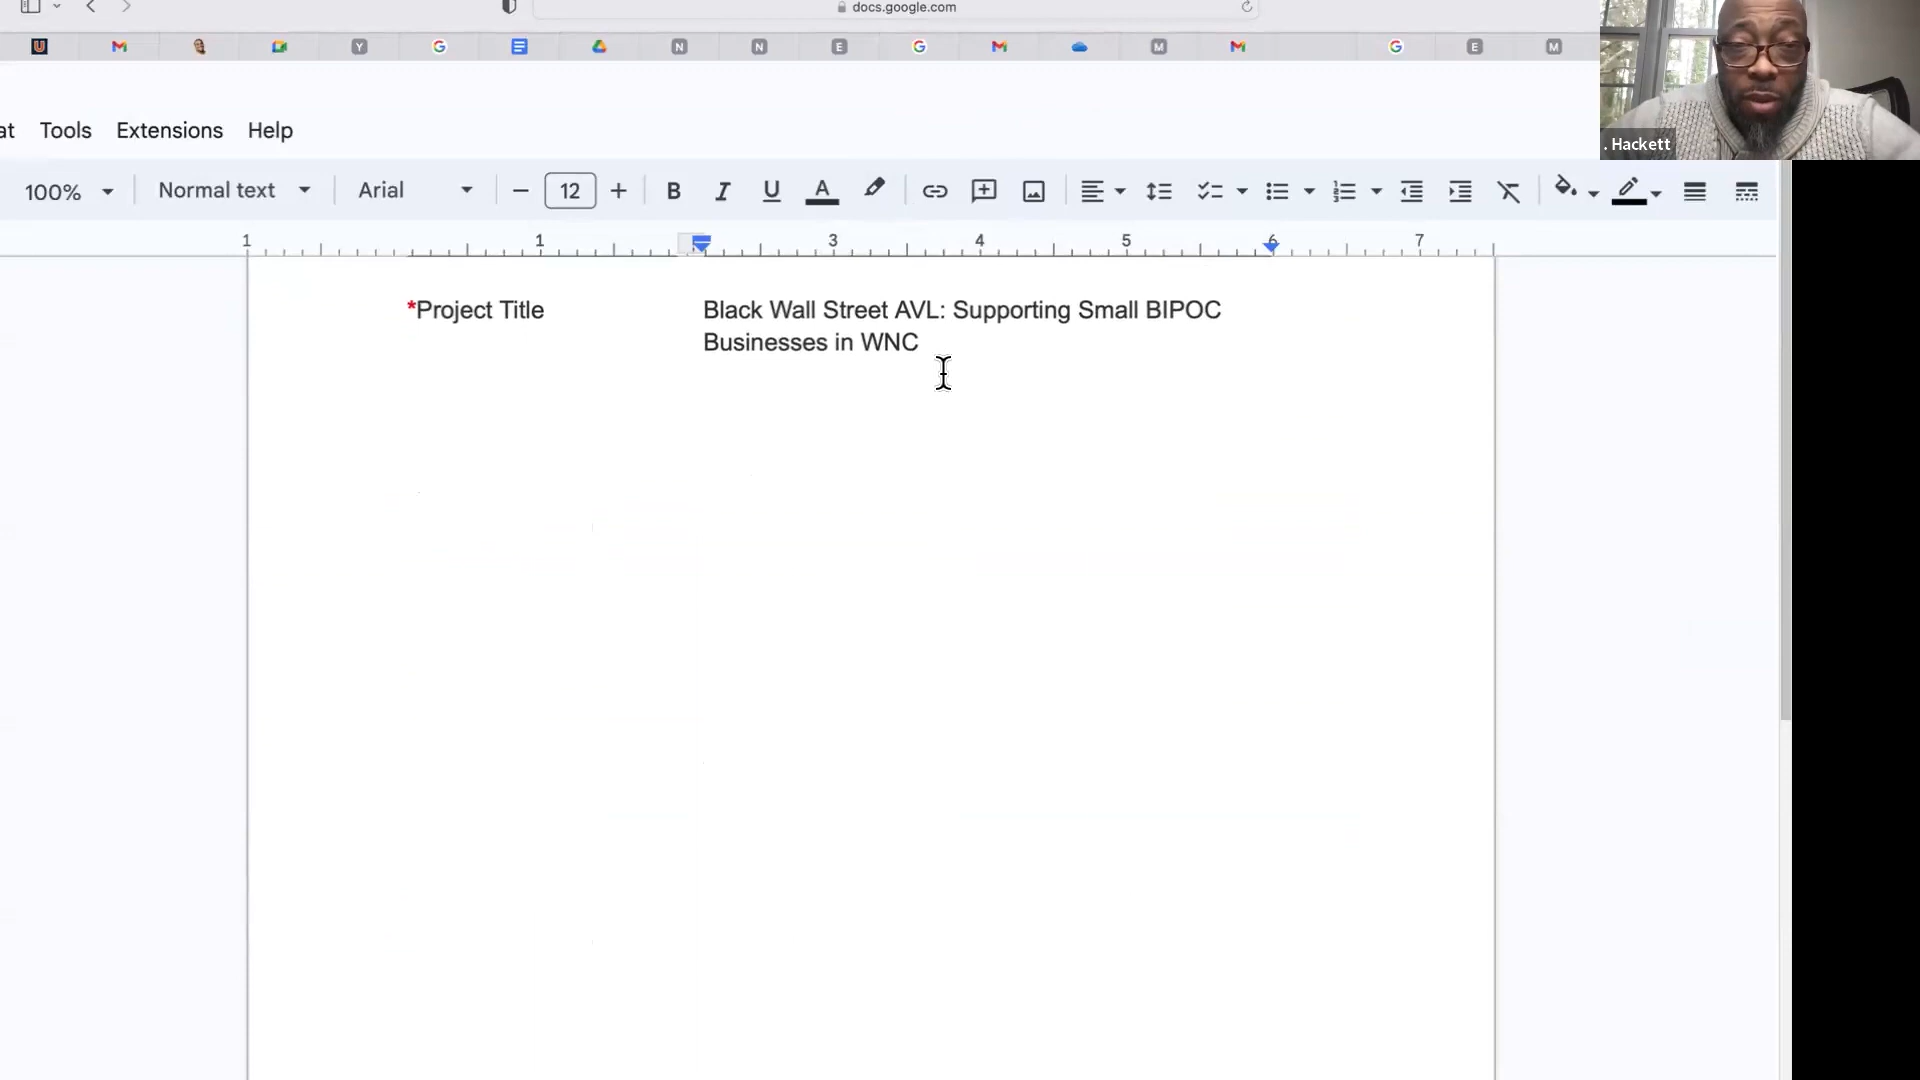 docs.google.com
U Y G N N E G M G E M
at Tools Extensions Help
. Hackett
100% Normal text Arial 12 B I U A
1 1 3 4 5 6 7
*Project Title Black Wall Street AVL: Supporting Small BIPOC
Businesses in WNC